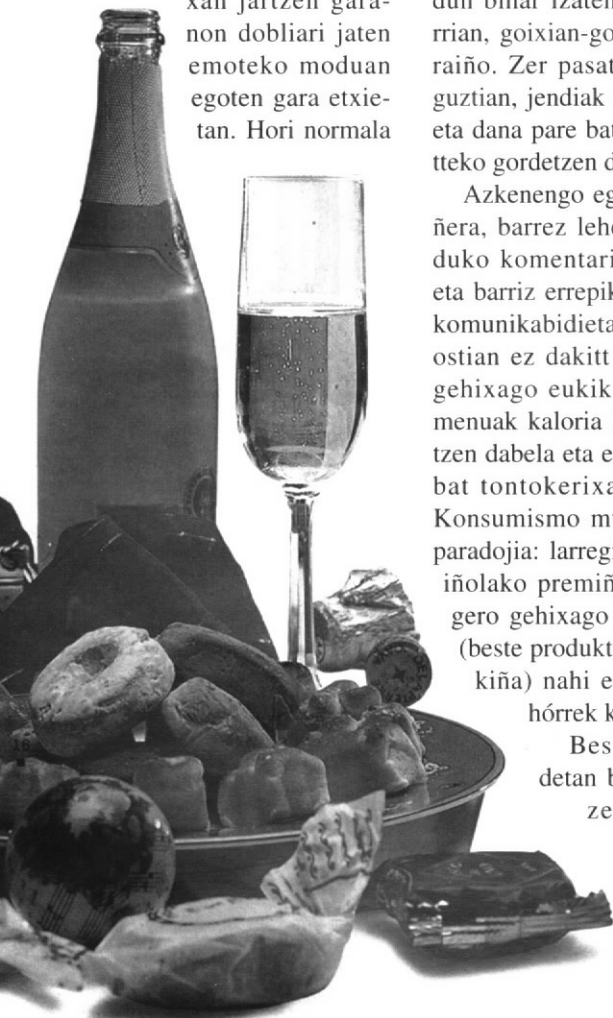 xan jartzen gara-
non dobliari jaten
emoteko moduan
egoten gara etxie-
tan. Hori normala
dun bihar izaten
rrian, goixian-go
raiño. Zer pasat
guztian, jendiak
eta dana pare bat
tteko gordetzen d
Azkenengo eg
ñera, barrez lehe
duko komentari
eta barriz errepik
komunikabidieta
ostian ez dakitt
gehixago eukik
menuak kaloria
tzen dabela eta e
bat tontokerixa
Konsumismo m
paradojia: larreg
iñolako premiñ
gero gehixago
(beste produkt
kiña) nahi e
hórrek k
Bes
detan b
ze